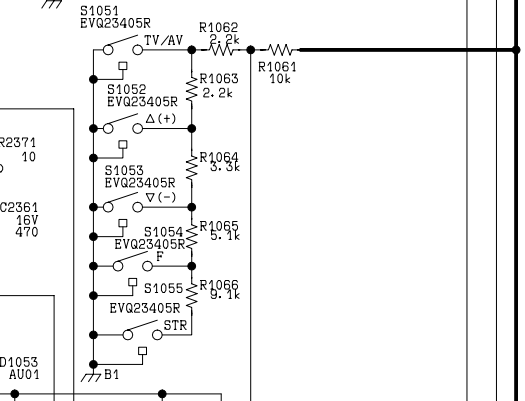 S1051
EVQ23405R
TV/AV
R1062
2.2k
R1061
10k
R1063
2.2k
S1052
EVQ23405R
△(+)
R2371
10
R1064
3.3k
S1053
EVQ23405R
▽(-)
C2361
16V
470
R1065
5.1k
S1054
EVQ23405R
F
R1066
9.1k
S1055
EVQ23405R
STR
D1053
AU01
B1